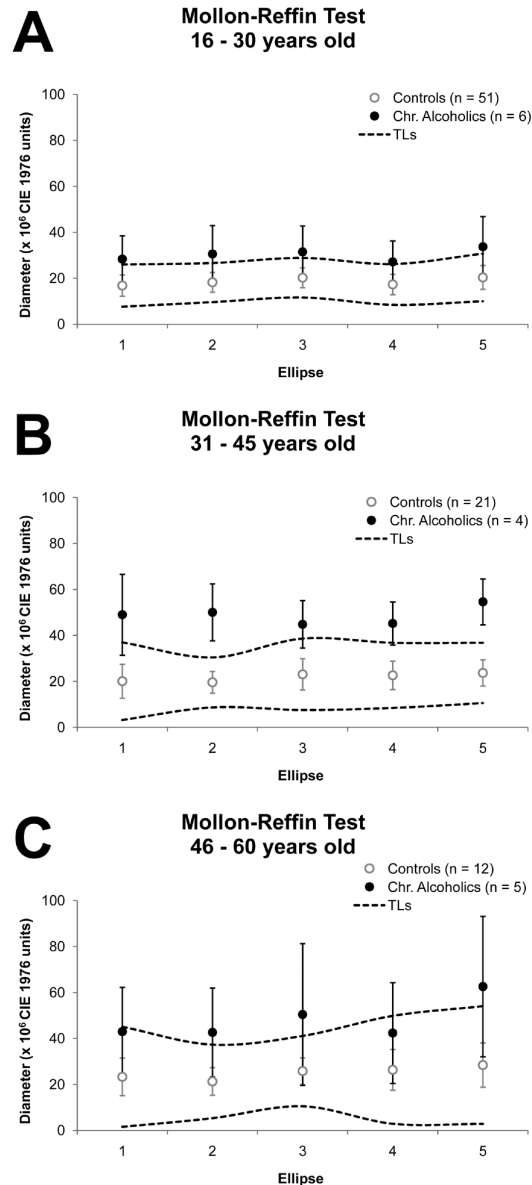 A
Mollon-Reffin Test
16 - 30 years old
Controls (n = 51)
Chr. Alcoholics (n = 6)
TLs
Diameter (x 10⁶ CIE 1976 units)
100
80
60
40
20
0
1 2 3 4 5
Ellipse
B
Mollon-Reffin Test
31 - 45 years old
Controls (n = 21)
Chr. Alcoholics (n = 4)
TLs
Diameter (x 10⁶ CIE 1976 units)
100
80
60
40
20
0
1 2 3 4 5
Ellipse
C
Mollon-Reffin Test
46 - 60 years old
Controls (n = 12)
Chr. Alcoholics (n = 5)
TLs
Diameter (x 10⁶ CIE 1976 units)
100
80
60
40
20
0
1 2 3 4 5
Ellipse